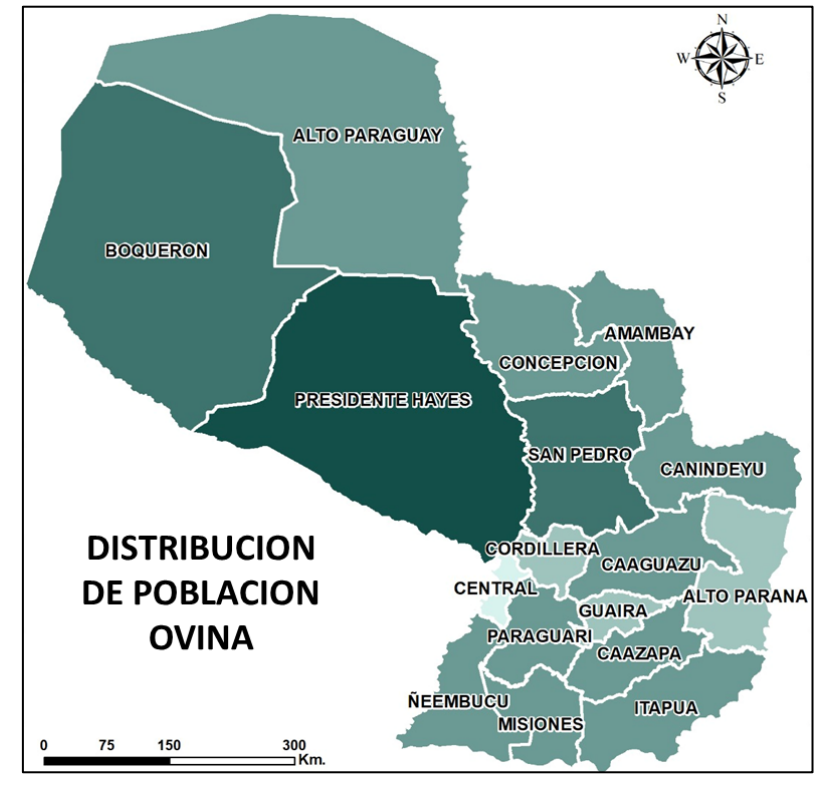 N
W E
S
ALTO PARAGUAY
BOQUERON
AMAMBAY
CONCEPCION
PRESIDENTE HAYES
SAN PEDRO
CANINDEYU
CORDILLERA
CAAGUAZU
CENTRAL
ALTO PARANA
GUAIRA
PARAGUARI
CAAZAPA
ÑEEMBUCU
ITAPUA
MISIONES
DISTRIBUCION
DE POBLACION
OVINA
0 75 150 300
Km.